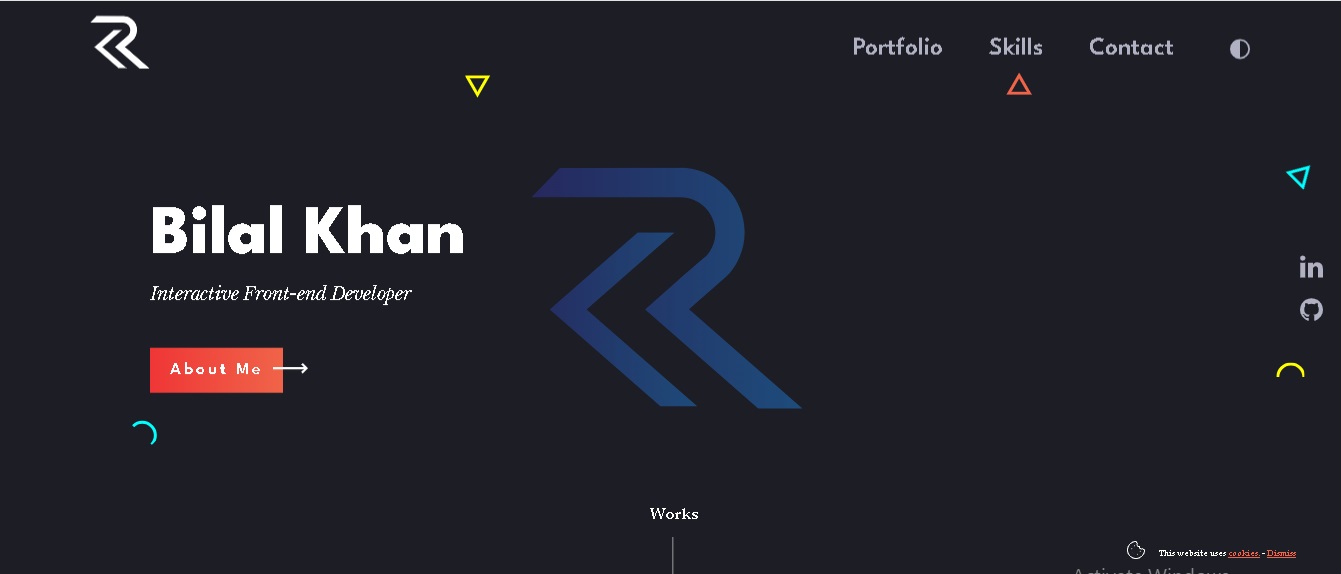 Portfolio
Skills
Contact
Bilal Khan
Interactive Front-end Developer
About Me
in
Works
This website uses cookies. - Dismiss
Activate Windows